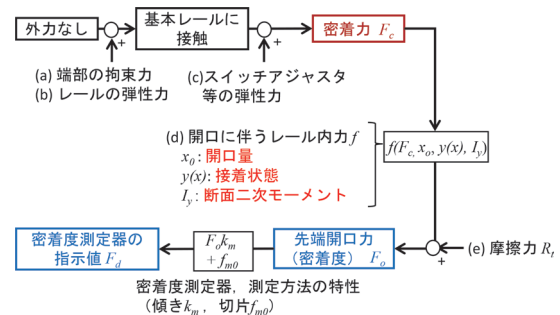 外力なし
+
基本レールに
接触
+
密着力 Fc
(a) 端部の拘束力
(b) レールの弾性力
(c)スイッチアジャスタ
等の弾性力
(d) 開口に伴うレール内力 f
x0: 開口量
y(x): 接着状態
Iy: 断面二次モーメント
f(Fc, xo, y(x), Iy)
密着度測定器の
指示値 Fd
Fokm
+ fm0
先端開口力
(密着度) Fo
+
(e) 摩擦力 Rt
密着度測定器，測定方法の特性
(傾きkm ，切片fm0)